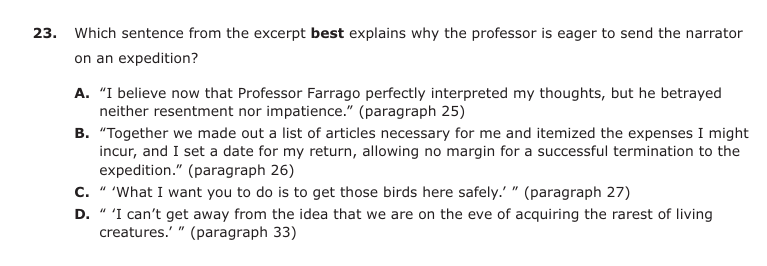 23. Which sentence from the excerpt best explains why the professor is eager to send the narrator
on an expedition?
A. “I believe now that Professor Farrago perfectly interpreted my thoughts, but he betrayed
neither resentment nor impatience.” (paragraph 25)
B. “Together we made out a list of articles necessary for me and itemized the expenses I might
incur, and I set a date for my return, allowing no margin for a successful termination to the
expedition.” (paragraph 26)
C. “ ‘What I want you to do is to get those birds here safely.’ ” (paragraph 27)
D. “ ‘I can’t get away from the idea that we are on the eve of acquiring the rarest of living
creatures.’ ” (paragraph 33)